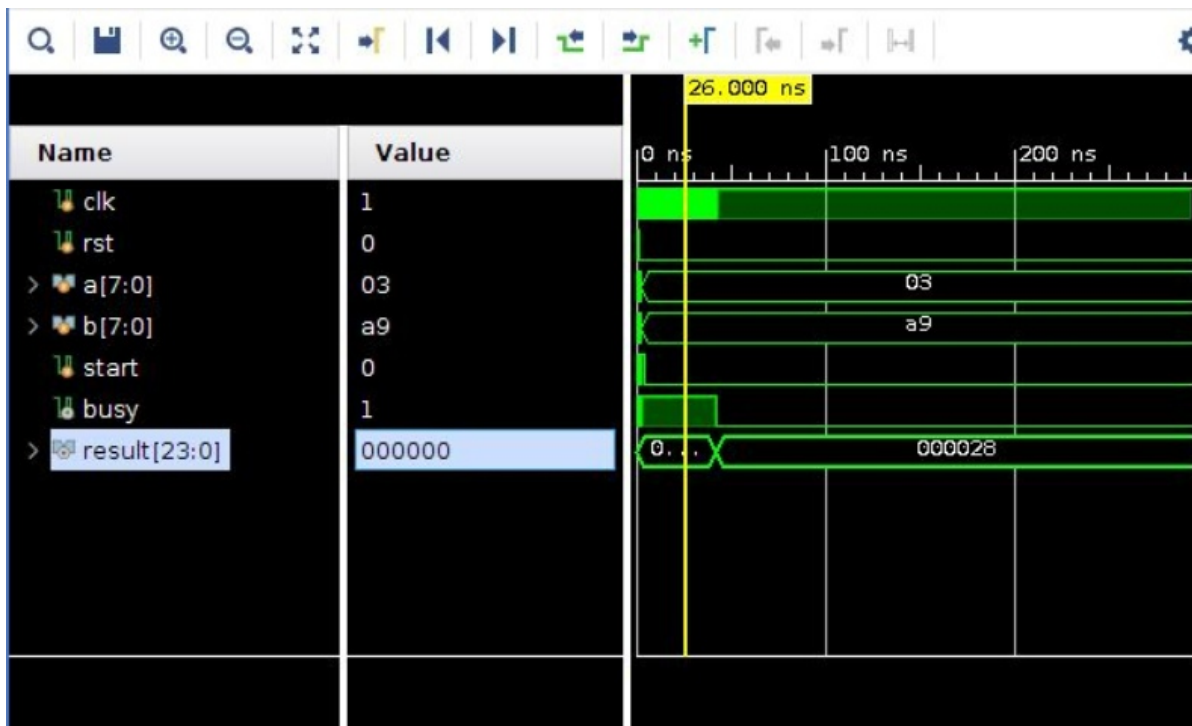 26.000 ns
Name Value
0 ns 100 ns 200 ns
clk 1
rst 0
a[7:0] 03 03
b[7:0] a9 a9
start 0
busy 1
result[23:0] 000000 0... 000028